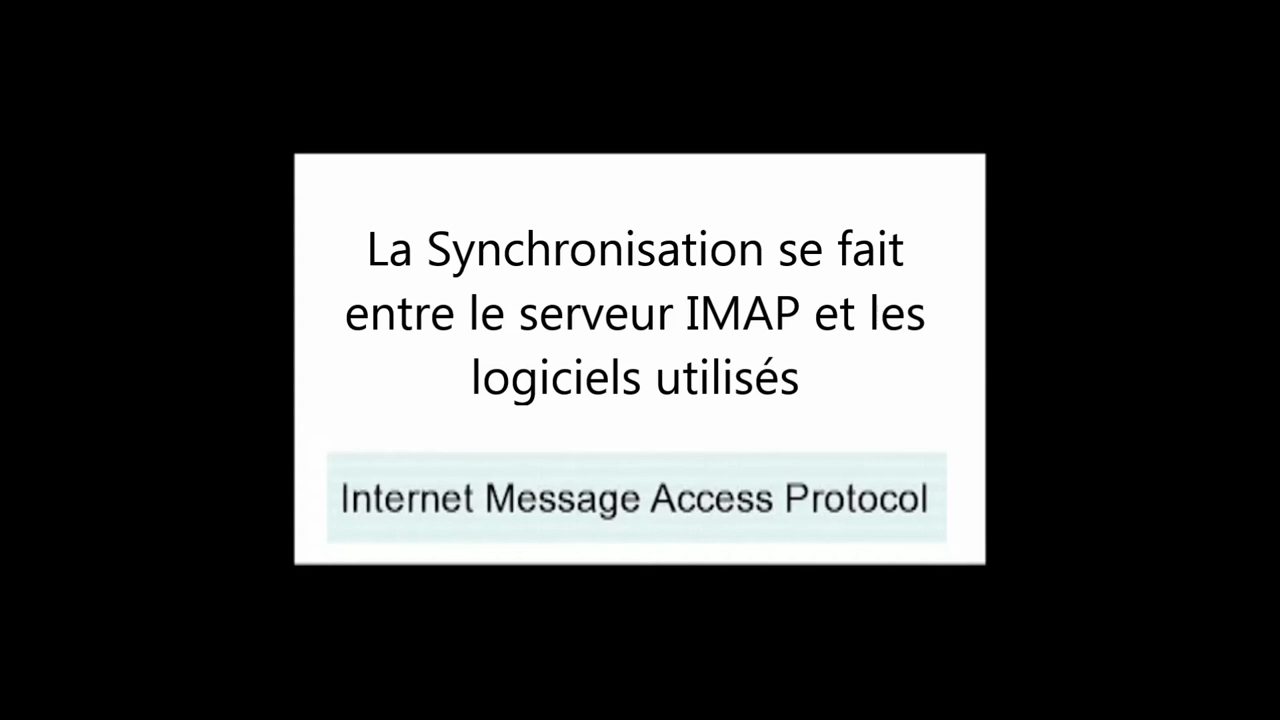 La Synchronisation se fait
entre le serveur IMAP et les
logiciels utilisés
Internet Message Access Protocol